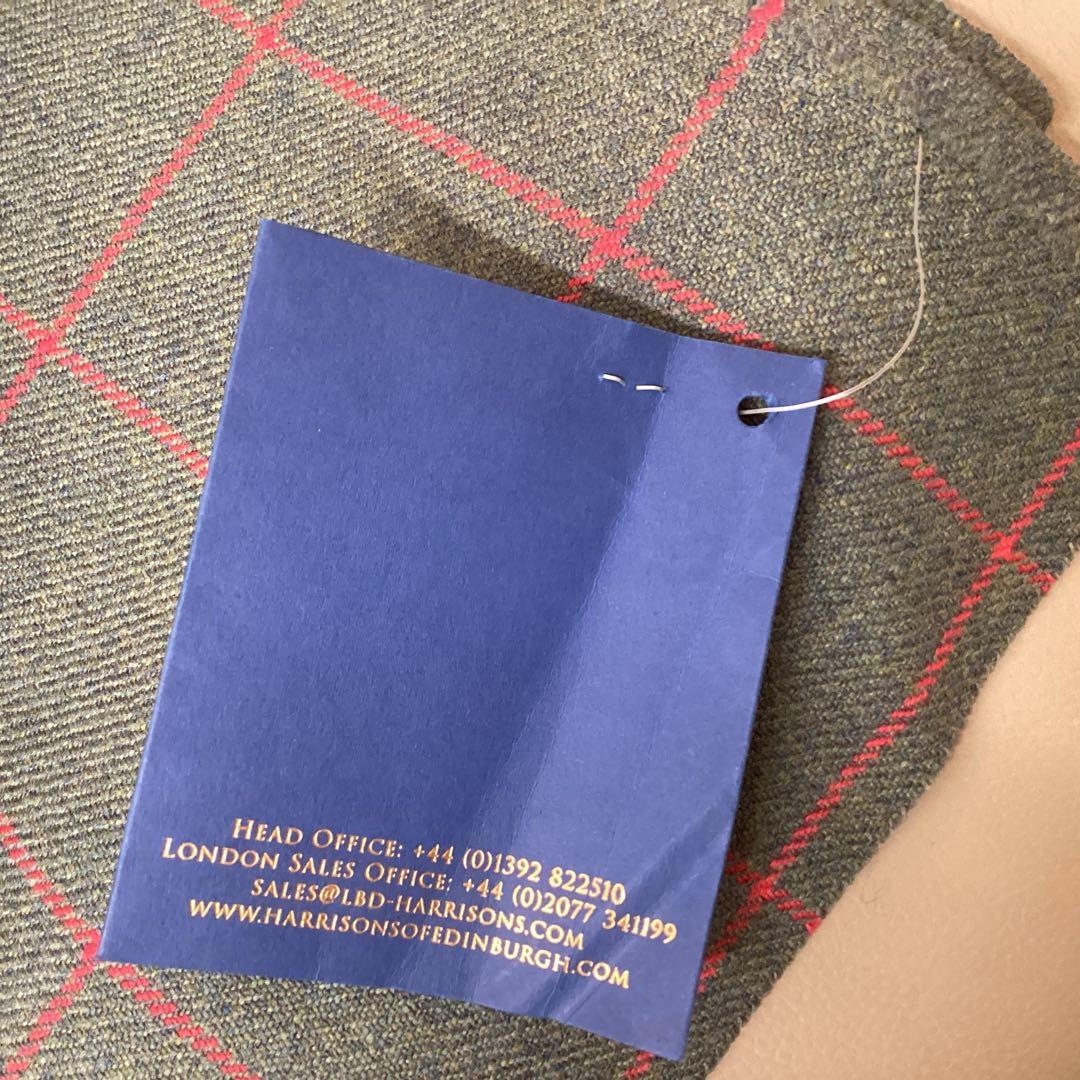 HEAD OFFICE: +44 (0)1392 822510
LONDON SALES OFFICE: +44 (0)2077 341199
SALES@LBD-HARRISONS.COM
WWW.HARRISONSOFEDINBURGH.COM